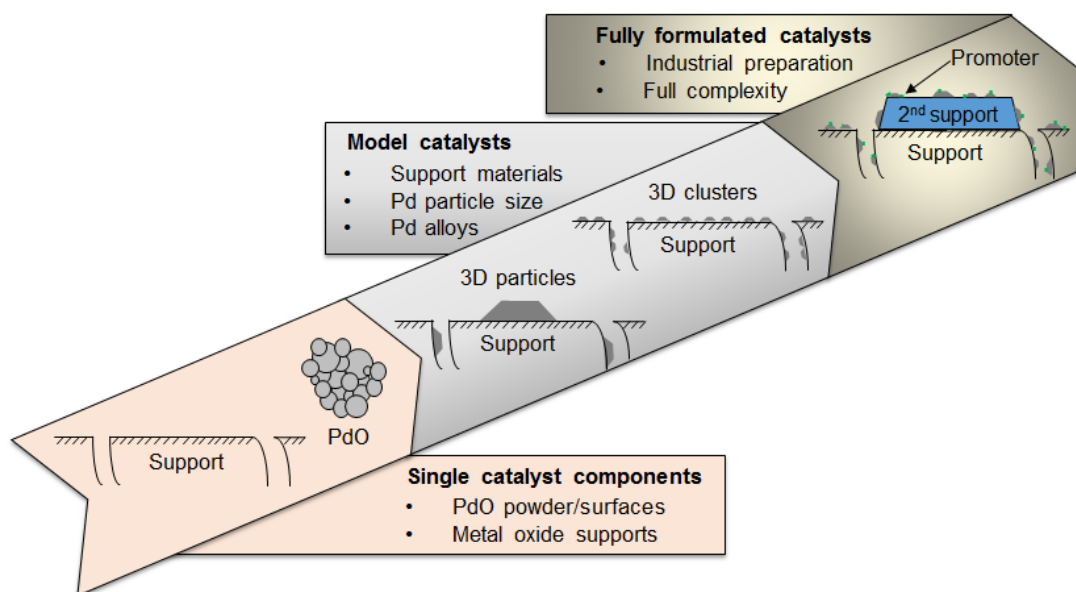 Fully formulated catalysts
• Industrial preparation
• Full complexity
Promoter
2nd support
Support
Model catalysts
• Support materials
• Pd particle size
• Pd alloys
3D clusters
Support
3D particles
Support
PdO
Support
Single catalyst components
• PdO powder/surfaces
• Metal oxide supports